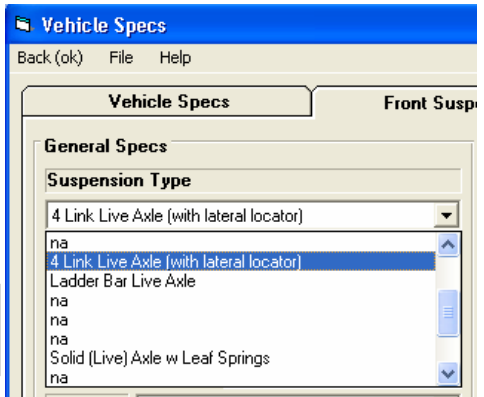 Vehicle Specs
Back (ok) File Help
Vehicle Specs Front Susp
General Specs
Suspension Type
4 Link Live Axle (with lateral locator)
na
4 Link Live Axle (with lateral locator)
Ladder Bar Live Axle
na
na
na
Solid (Live) Axle w Leaf Springs
na